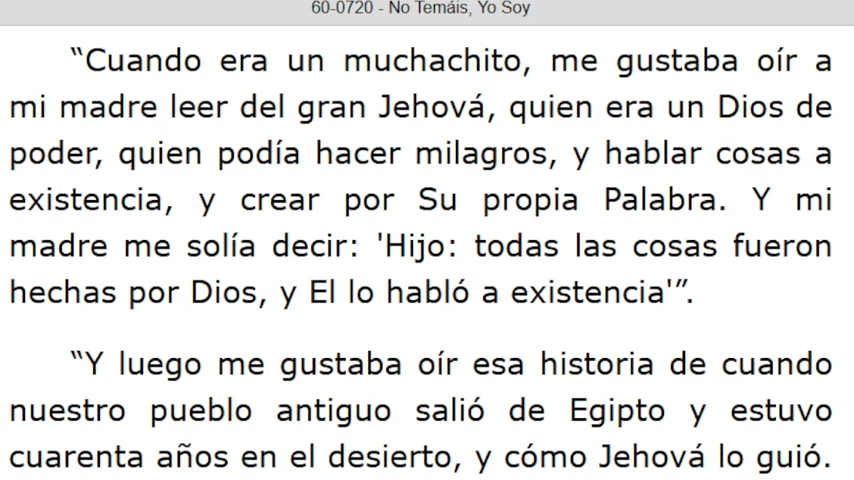 60-0720 - No Temáis, Yo Soy
“Cuando era un muchachito, me gustaba oír a
mi madre leer del gran Jehová, quien era un Dios de
poder, quien podía hacer milagros, y hablar cosas a
existencia, y crear por Su propia Palabra. Y mi
madre me solía decir: 'Hijo: todas las cosas fueron
hechas por Dios, y El lo habló a existencia'”.
“Y luego me gustaba oír esa historia de cuando
nuestro pueblo antiguo salió de Egipto y estuvo
cuarenta años en el desierto, y cómo Jehová lo guió.